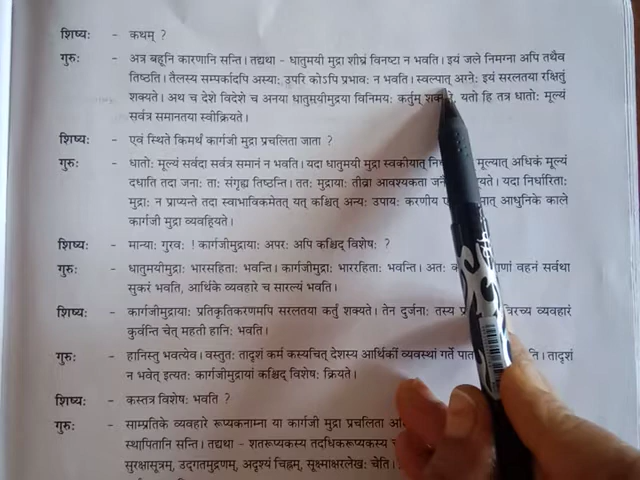 शिष्यः - कथम् ?
गुरुः - अत्र बहूनि कारणानि सन्ति। तद्यथा - धातुमयी मुद्रा शीघ्रं विनष्टा न भवति। इयं जले निमग्ना अपि तथैव
तिष्ठति। तैलस्य सम्पर्कादपि अस्याः उपरि कोऽपि प्रभावः न भवति। स्वल्पात् अग्नेः इयं सरलतया रक्षितुं
शक्यते। अथ च देशे विदेशे च अनया धातुमयीमुद्रया विनिमयः कर्तुम् यतो हि तत्र धातोः मूल्यं
सर्वत्र समानतया स्वीक्रियते।
शिष्यः - एवं स्थिते किमर्थं कार्गजी मुद्रा प्रचलिता जाता ?
गुरुः - धातोः मूल्यं सर्वदा सर्वत्र समानं न भवति। यदा धातुमयी मुद्रा स्वकीयात् मूल्यात् अधिकं मूल्यं
दधाति तदा जनाः ताः संगृह्य तिष्ठन्ति। ततः मुद्रायाः तीव्रा आवश्यकता यदा निर्धारिताः
मुद्राः न प्राप्यन्ते तदा स्वाभाविकमेतत् यत् कश्चित् अन्यः उपायः करणीय आधुनिके काले
कार्गजी मुद्रा व्यवह्रियते।
शिष्यः - मान्याः गुरवः ! कार्गजीमुद्रायाः अपरः अपि कश्चिद् विशेषः ?
गुरुः - धातुमयीमुद्राः भारसहिताः भवन्ति। कार्गजीमुद्राः भाररहिताः भवन्ति। अतः वहनं सर्वथा
सुकरं भवति, आर्थिके व्यवहारे च सारल्यं भवति।
शिष्यः - कार्गजीमुद्रायाः प्रतिकृतिकरणमपि सरलतया कर्तुं शक्यते। तेन दुर्जनाः तस्य व्यवहारे
कुर्वन्ति चेत् महती हानिः भवति।
गुरुः - हानिस्तु भवत्येव। वस्तुतः तादृशं कर्म कस्यचित् देशस्य आर्थिकीं व्यवस्थां गर्ते तादृशं
न भवेत् इत्यतः कार्गजीमुद्रायां कश्चिद् विशेषः क्रियते।
शिष्यः - कस्तत्र विशेषः भवति ?
गुरुः - साम्प्रतिके व्यवहारे रूप्यकनाम्ना या कार्गजी मुद्रा प्रचलिता
स्थापितानि सन्ति। तद्यथा - शतरूप्यकस्य तदधिकरूप्यकस्य
सुरक्षासूत्रम्, उद्गतमुद्रणम्, अदृश्यं चिह्नम्, सूक्ष्माक्षरलेखः चेति।